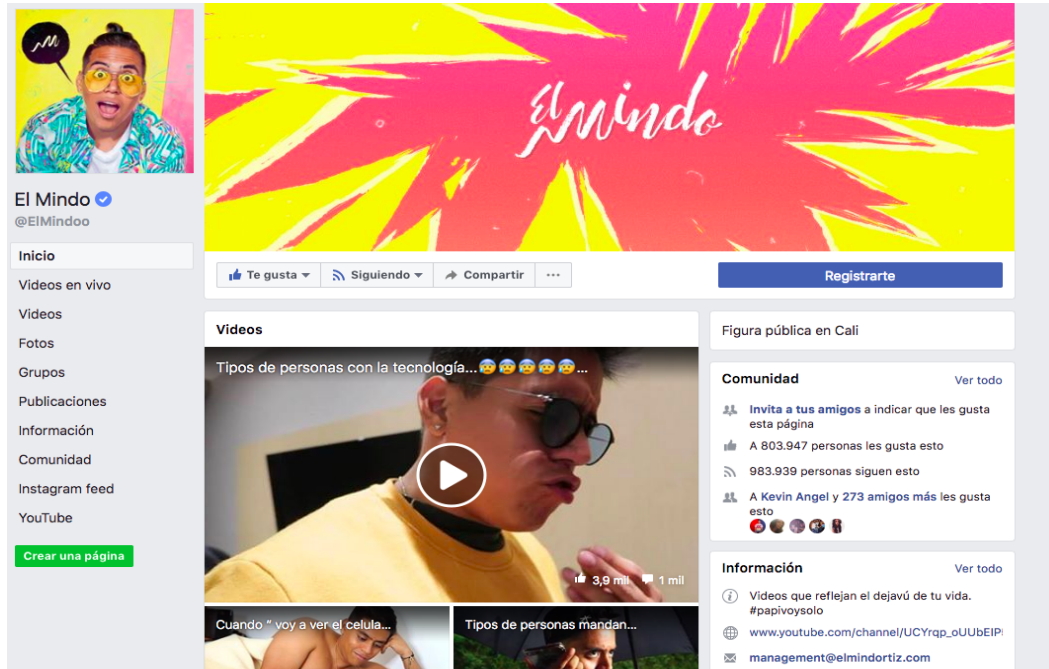 El Mindo
El Mindo
@ElMindoo
Inicio
Videos en vivo
Videos
Fotos
Grupos
Publicaciones
Información
Comunidad
Instagram feed
YouTube
Crear una página
Te gusta
Siguiendo
Compartir
...
Registrarte
Videos
Tipos de personas con la tecnología...😰😰😰😰😰...
3,9 mil
1 mil
Cuando “ voy a ver el celula...
Tipos de personas mandan...
Figura pública en Cali
Comunidad
Ver todo
Invita a tus amigos a indicar que les gusta
esta página
A 803.947 personas les gusta esto
983.939 personas siguen esto
A Kevin Angel y 273 amigos más les gusta
esto
Información
Ver todo
Videos que reflejan el dejavú de tu vida.
#papivoysolo
www.youtube.com/channel/UCYrqp_oUUbEIP
management@elmindortiz.com